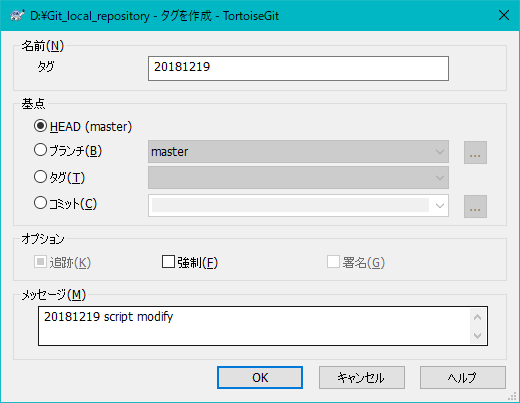 D:¥Git_local_repository - タグを作成 - TortoiseGit
名前(N)
タグ 20181219
基点
HEAD (master)
ブランチ(B) master ...
タグ(T)
コミット(C) ...
オプション
追跡(K) 強制(F) 署名(G)
メッセージ(M)
20181219 script modify
OK キャンセル ヘルプ